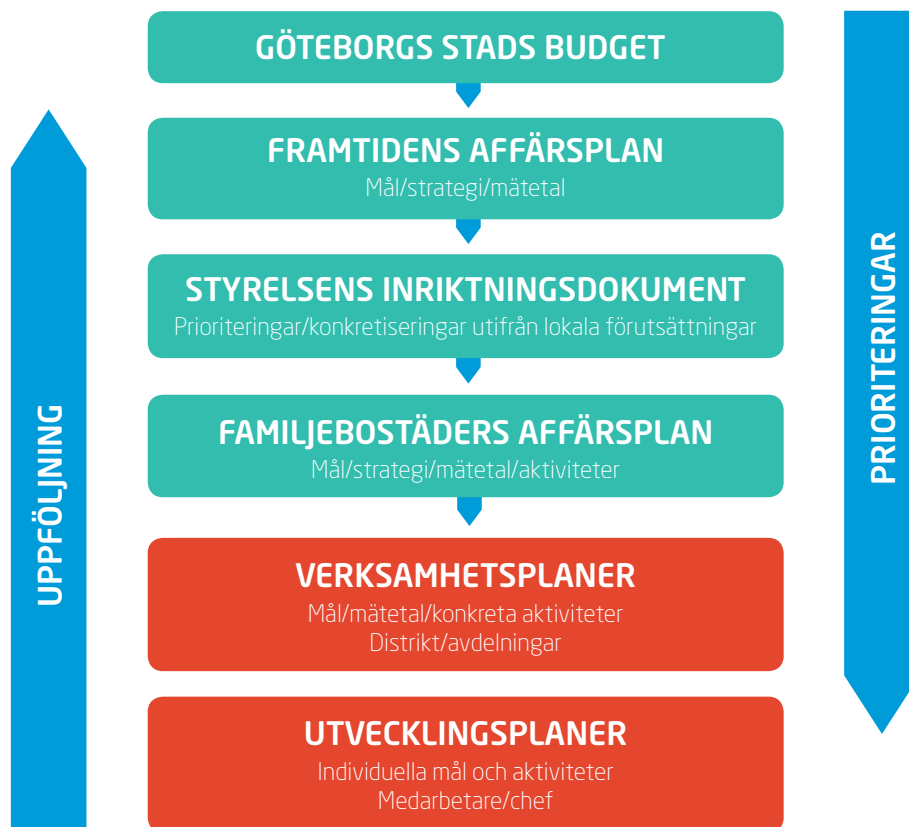 GÖTEBORGS STADS BUDGET
FRAMTIDENS AFFÄRSPLAN
Mål/strategi/mätetal
STYRELSENS INRIKTNINGSDOKUMENT
Prioriteringar/konkretiseringar utifrån lokala förutsättningar
FAMILJEBOSTÄDERS AFFÄRSPLAN
Mål/strategi/mätetal/aktiviteter
VERKSAMHETSPLANER
Mål/mätetal/konkreta aktiviteter
Distrikt/avdelningar
UTVECKLINGSPLANER
Individuella mål och aktiviteter
Medarbetare/chef
UPPFÖLJNING
PRIORITERINGAR